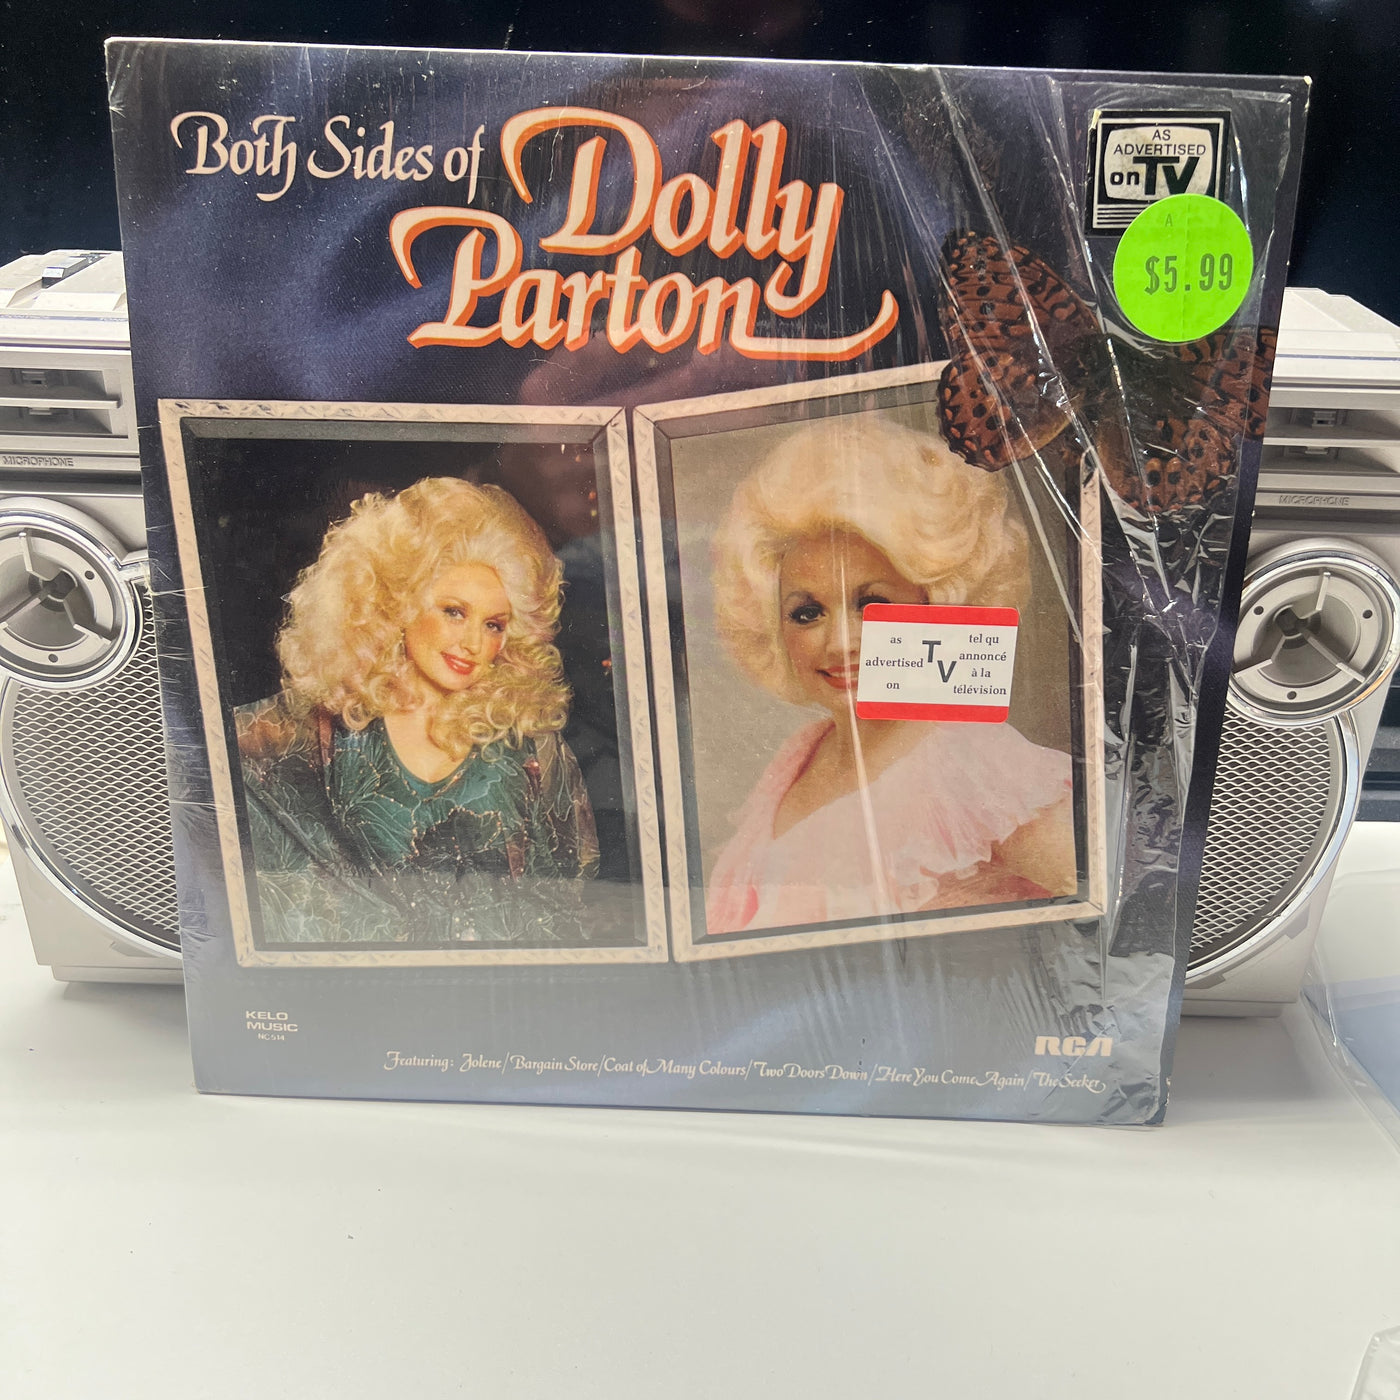 Both Sides of Dolly
Parton
AS
ADVERTISED
on TV
A
$5.99
MICROPHONE
MICROPHONE
as advertised on
TV
tel qu annoncé à la télévision
KELO
MUSIC
NC 514
RCA
Featuring: Jolene/Bargain Store/Coat of Many Colours/Two Doors Down/Here You Come Again/The Seeker